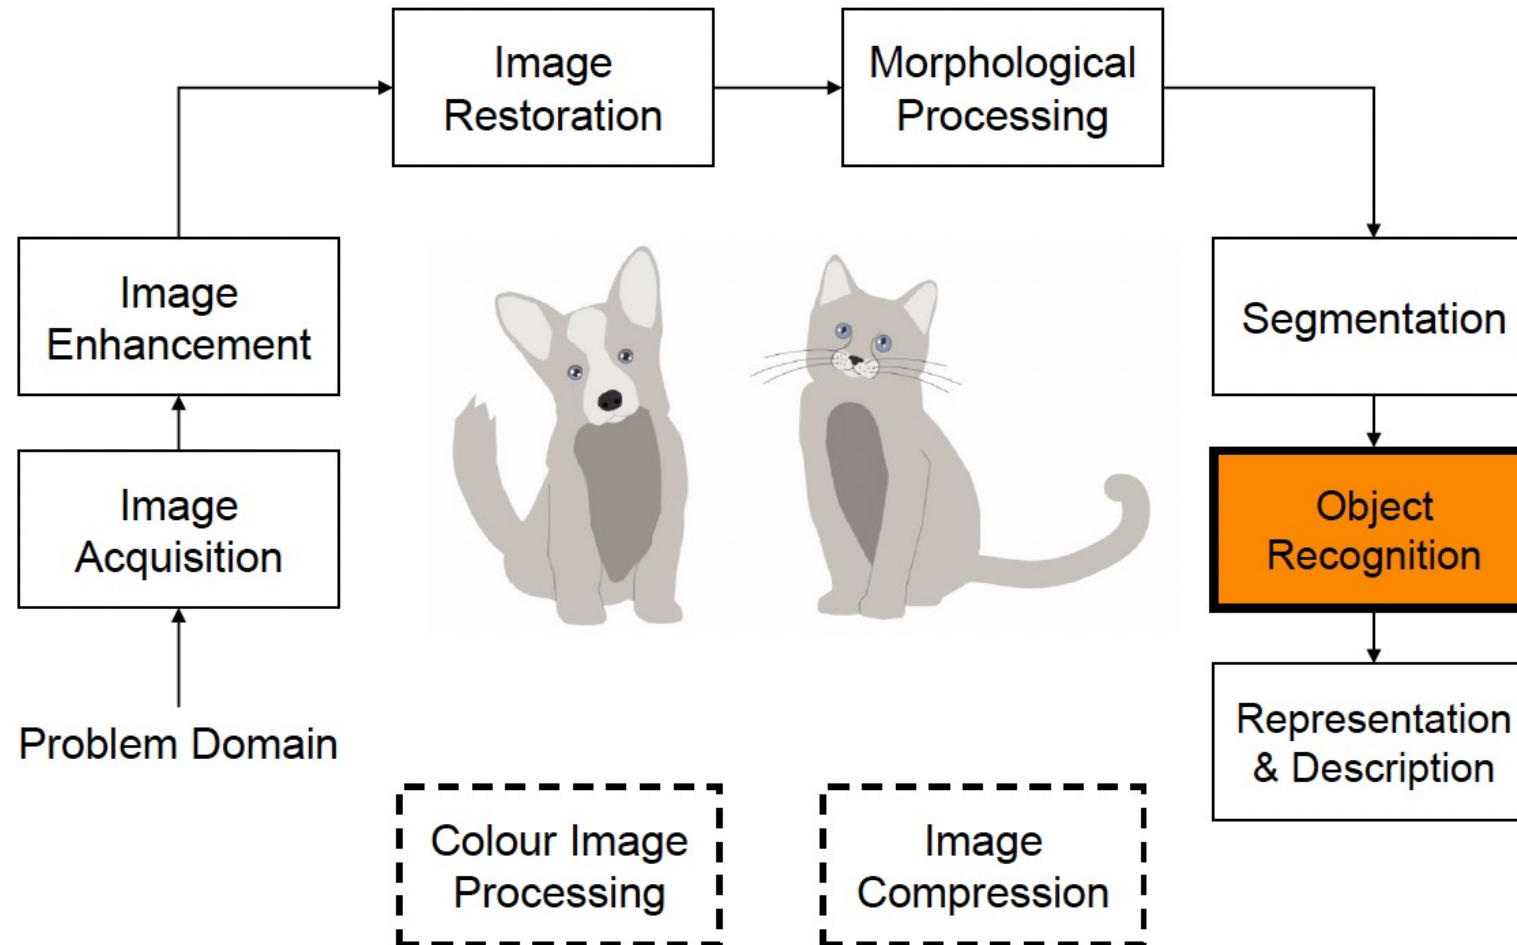 Image
Restoration
Morphological
Processing
Image
Enhancement
Segmentation
Image
Acquisition
Object
Recognition
Problem Domain
Representation
& Description
Colour Image
Processing
Image
Compression